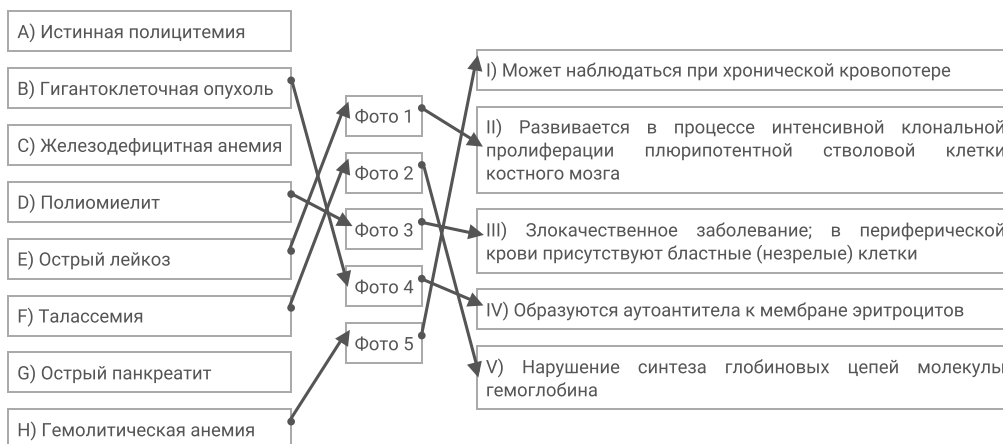 A) Истинная полицитемия
B) Гигантоклеточная опухоль
C) Железодефицитная анемия
D) Полиомиелит
E) Острый лейкоз
F) Талассемия
G) Острый панкреатит
H) Гемолитическая анемия
Фото 1
Фото 2
Фото 3
Фото 4
Фото 5
I) Может наблюдаться при хронической кровопотере
II) Развивается в процессе интенсивной клональной
пролиферации плюрипотентной стволовой клетки
костного мозга
III) Злокачественное заболевание; в периферической
крови присутствуют бластные (незрелые) клетки
IV) Образуются аутоантитела к мембране эритроцитов
V) Нарушение синтеза глобиновых цепей молекулы
гемоглобина